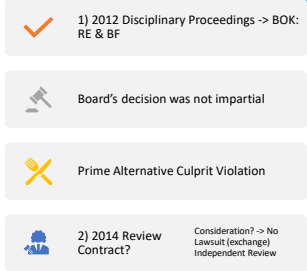 1) 2012 Disciplinary Proceedings -> BOK:
RE & BF
Board's decision was not impartial
Prime Alternative Culprit Violation
2) 2014 Review
Contract?
Consideration? -> No
Lawsuit (exchange)
Independent Review